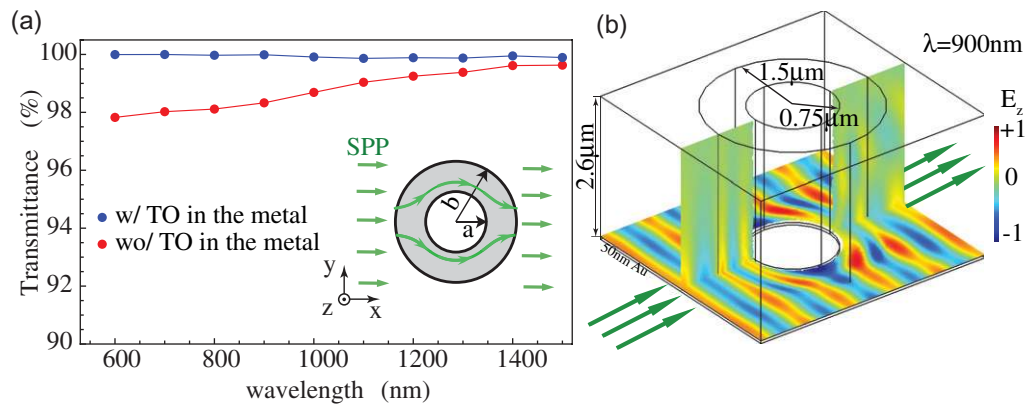 (a)
100
98
96
94
92
90
Transmittance (%)
SPP
b
a
w/ TO in the metal
wo/ TO in the metal
y
z
x
600
800
1000
1200
1400
wavelength (nm)
(b)
λ=900nm
1.5μm
0.75μm
2.6μm
50nm Au
E_z
+1
0
-1